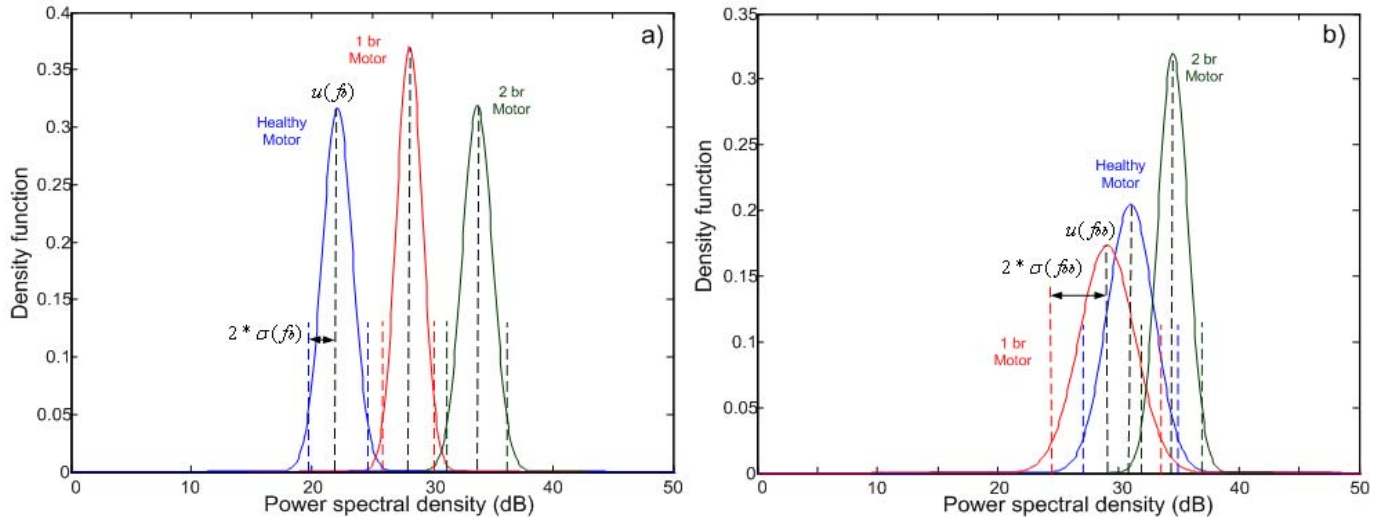 a)
0.4
0.35
0.3
0.25
0.2
0.15
0.1
0.05
0
Density function
1 br
Motor
u(fb)
Healthy
Motor
2 br
Motor
2 * σ(fb)
20
30
40
50
Power spectral density (dB)
b)
0.35
0.3
0.25
0.2
0.15
0.1
0.05
0
Density function
2 br
Motor
Healthy
Motor
u(fbb)
2 * σ(fbb)
1 br
Motor
0
10
20
30
40
50
Power spectral density (dB)